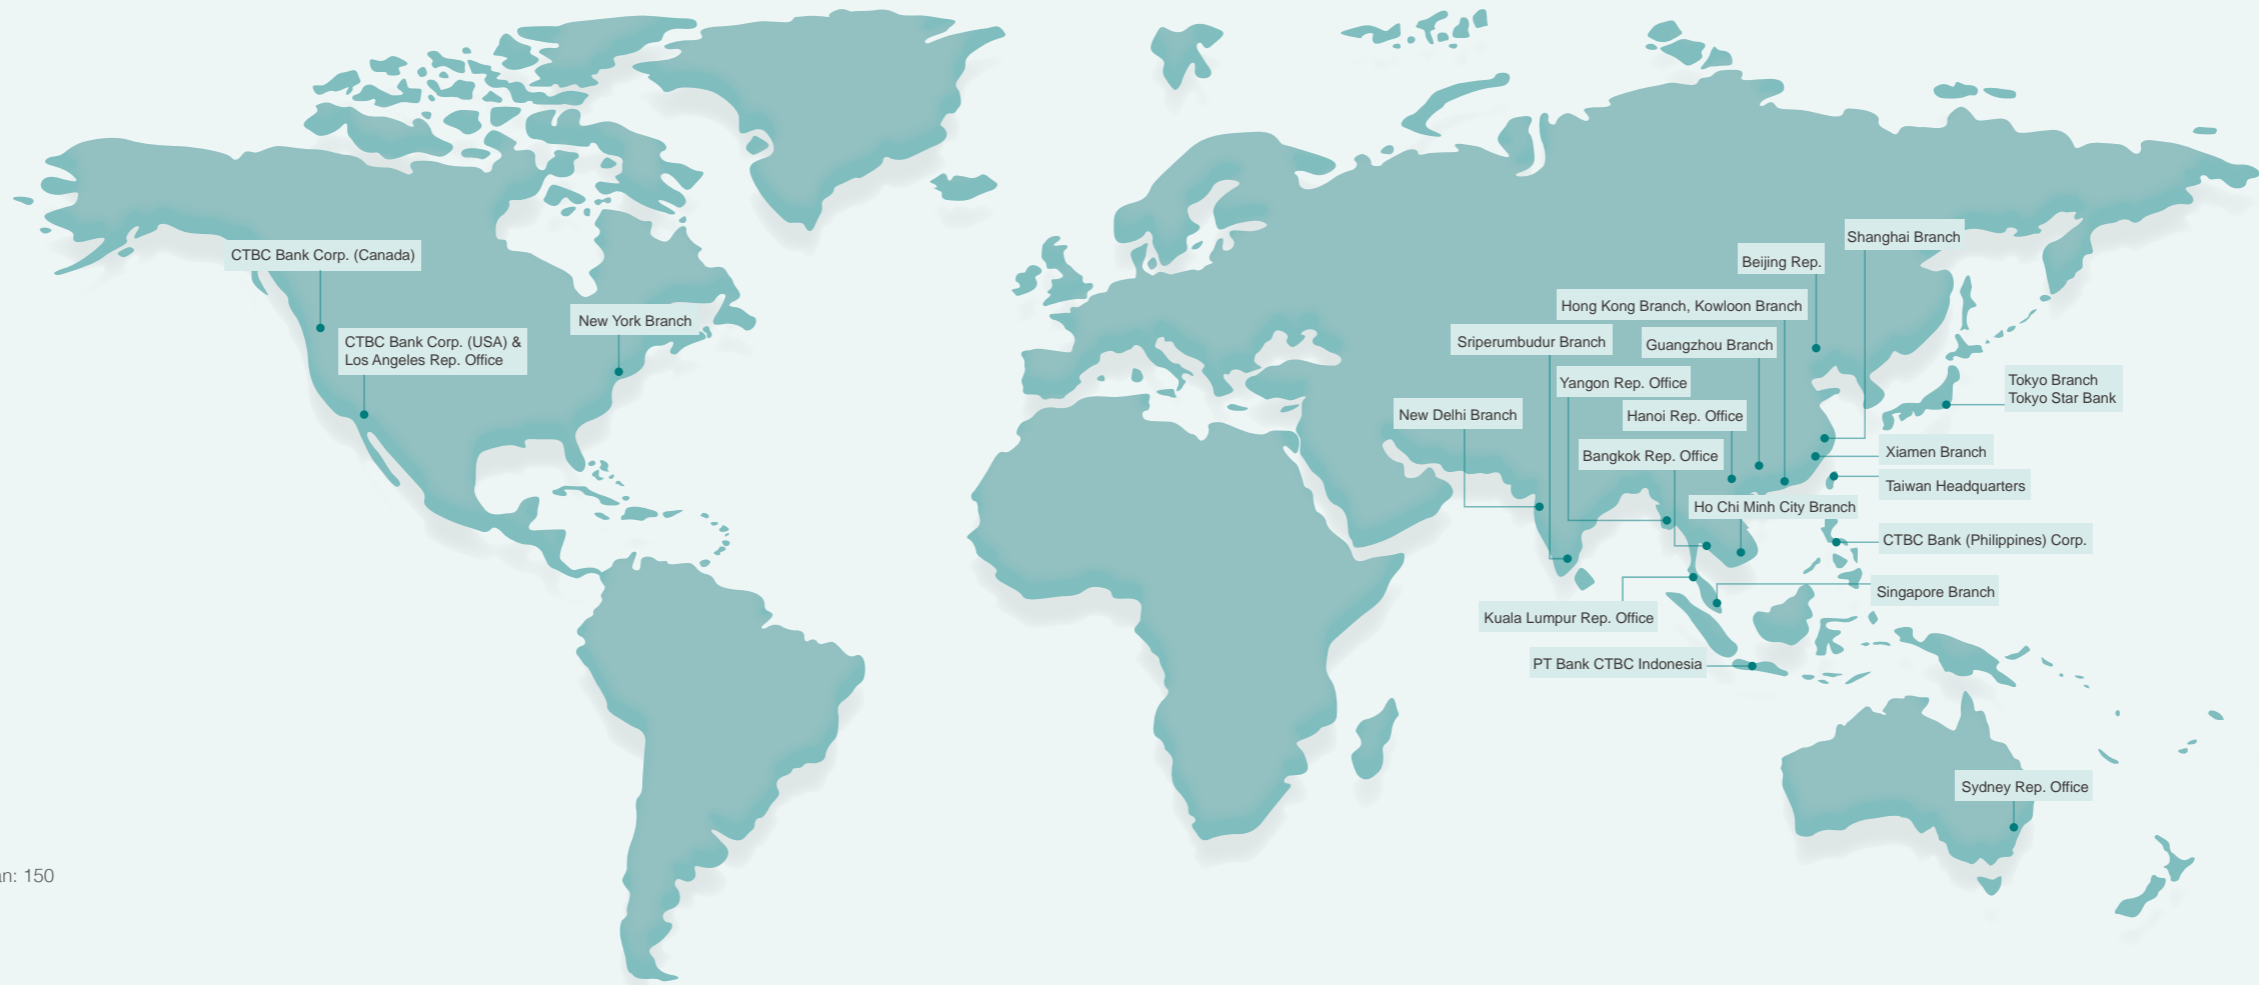 CTBC Bank Corp. (Canada)
CTBC Bank Corp. (USA) &
Los Angeles Rep. Office
New York Branch
Shanghai Branch
Beijing Rep.
Hong Kong Branch, Kowloon Branch
Sriperumbudur Branch
Guangzhou Branch
Yangon Rep. Office
New Delhi Branch
Hanoi Rep. Office
Bangkok Rep. Office
Tokyo Branch
Tokyo Star Bank
Xiamen Branch
Taiwan Headquarters
Ho Chi Minh City Branch
CTBC Bank (Philippines) Corp.
Singapore Branch
Kuala Lumpur Rep. Office
PT Bank CTBC Indonesia
Sydney Rep. Office
an: 150